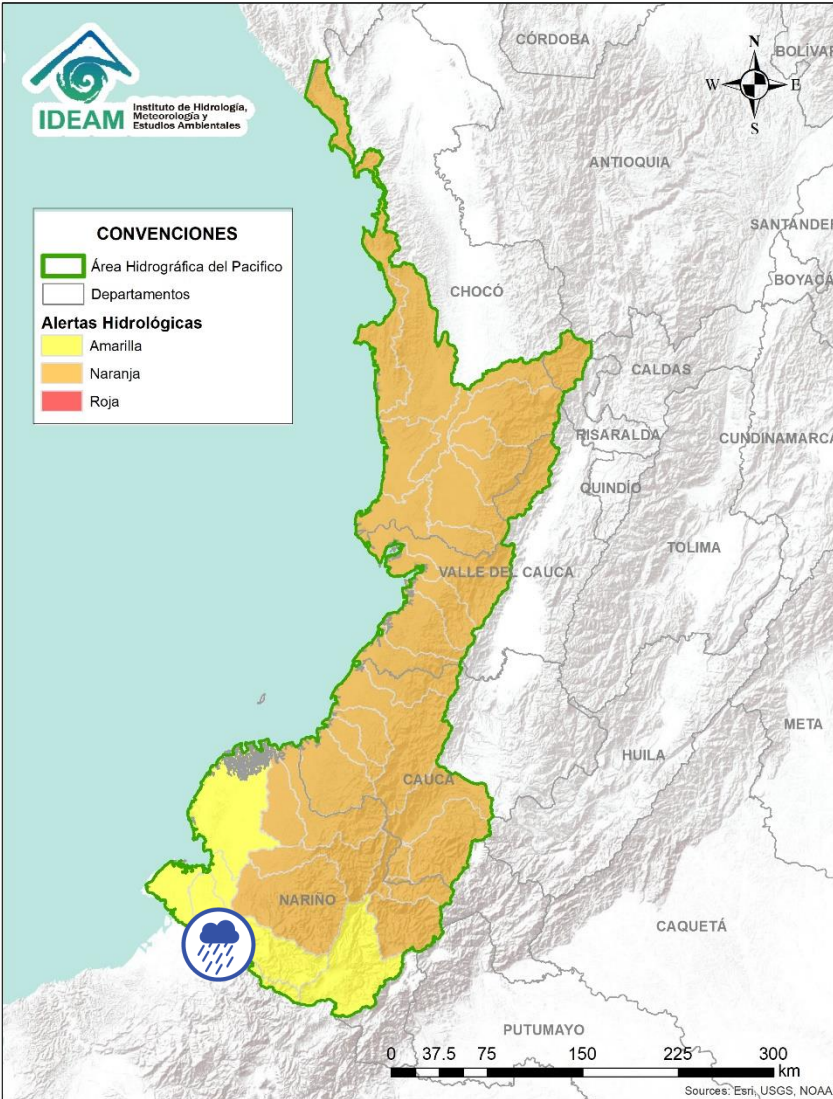 IDEAM
Instituto de Hidrología,
Meteorología y
Estudios Ambientales
N
W E
S
CONVENCIONES
Área Hidrográfica del Pacifico
Departamentos
Alertas Hidrológicas
Amarilla
Naranja
Roja
CÓRDOBA
BOLÍVAR
ANTIOQUIA
SANTANDER
BOYACÁ
CHOCÓ
CALDAS
RISARALDA
CUNDINAMARCA
QUINDÍO
TOLIMA
VALLE DEL CAUCA
META
HUILA
CAUCA
NARIÑO
CAQUETÁ
PUTUMAYO
0 37.5 75 150 225 300
km
Sources: Esri, USGS, NOAA